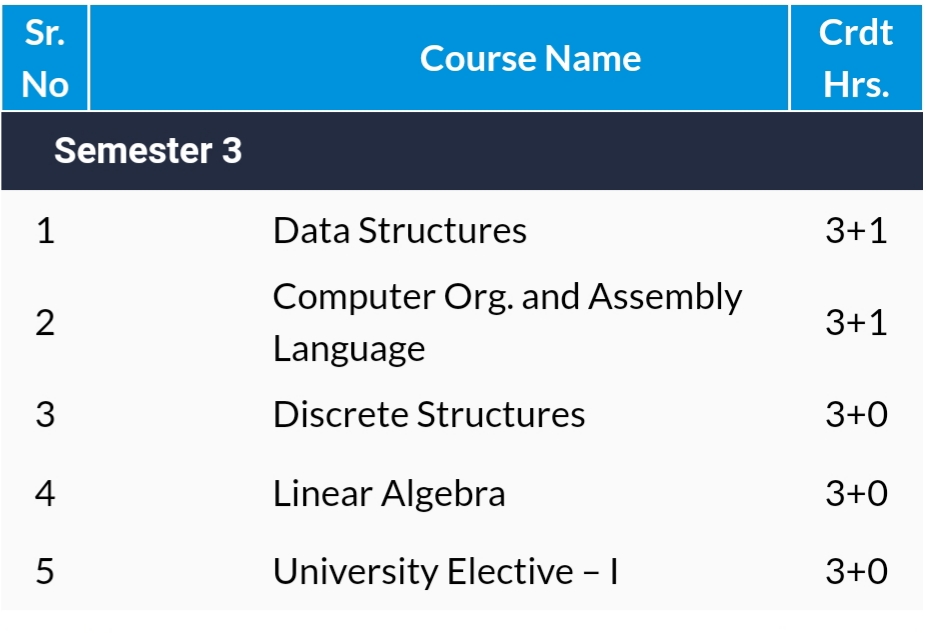 Sr. No Course Name Crdt Hrs.
Semester 3
1 Data Structures 3+1
2 Computer Org. and Assembly Language 3+1
3 Discrete Structures 3+0
4 Linear Algebra 3+0
5 University Elective – I 3+0